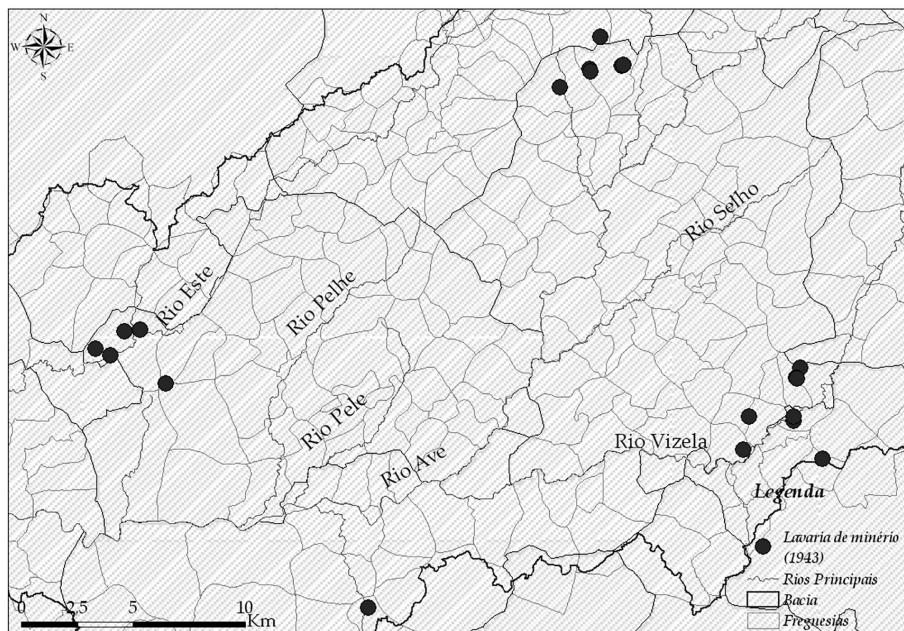 N
W E
S
Rio Selho
Rio Este
Rio Pelhe
Rio Pele
Rio Ave
Rio Vizela
Legenda
Lavaria de minério
(1943)
Rios Principais
Bacia
Freguesias
0 2.5 5 10
Km